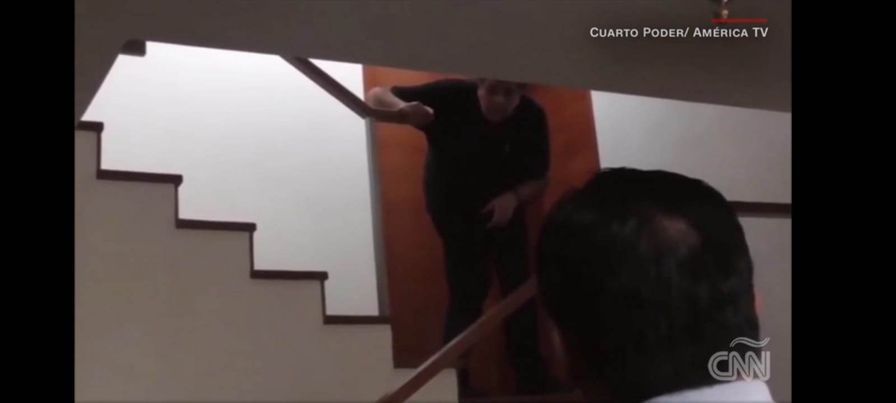 Cuarto Poder/ América TV
CNN